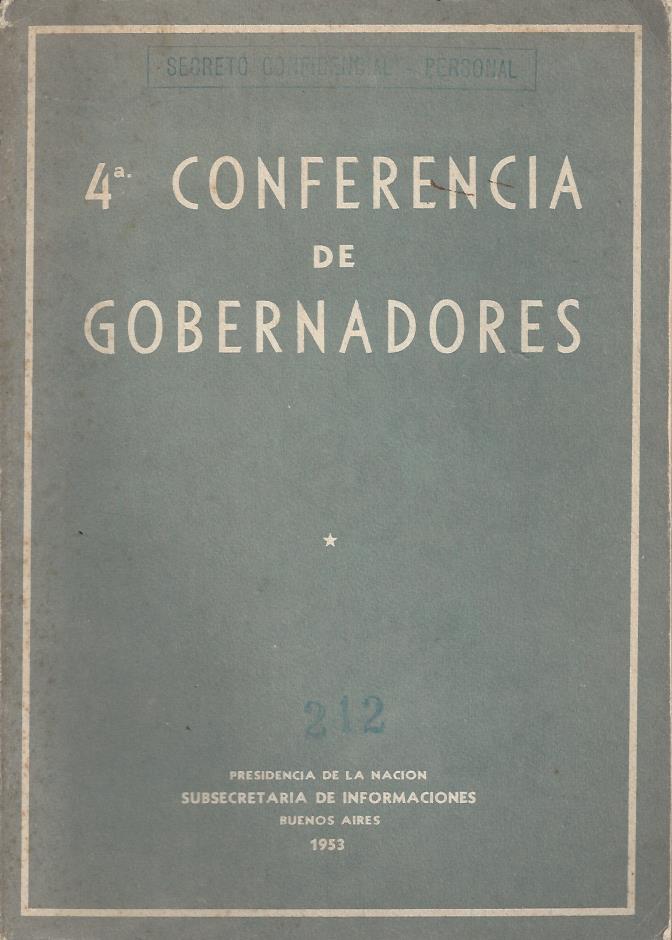 SECRETO CONFIDENCIAL - PERSONAL
4a. CONFERENCIA
DE
GOBERNADORES
212
PRESIDENCIA DE LA NACION
SUBSECRETARIA DE INFORMACIONES
BUENOS AIRES
1953